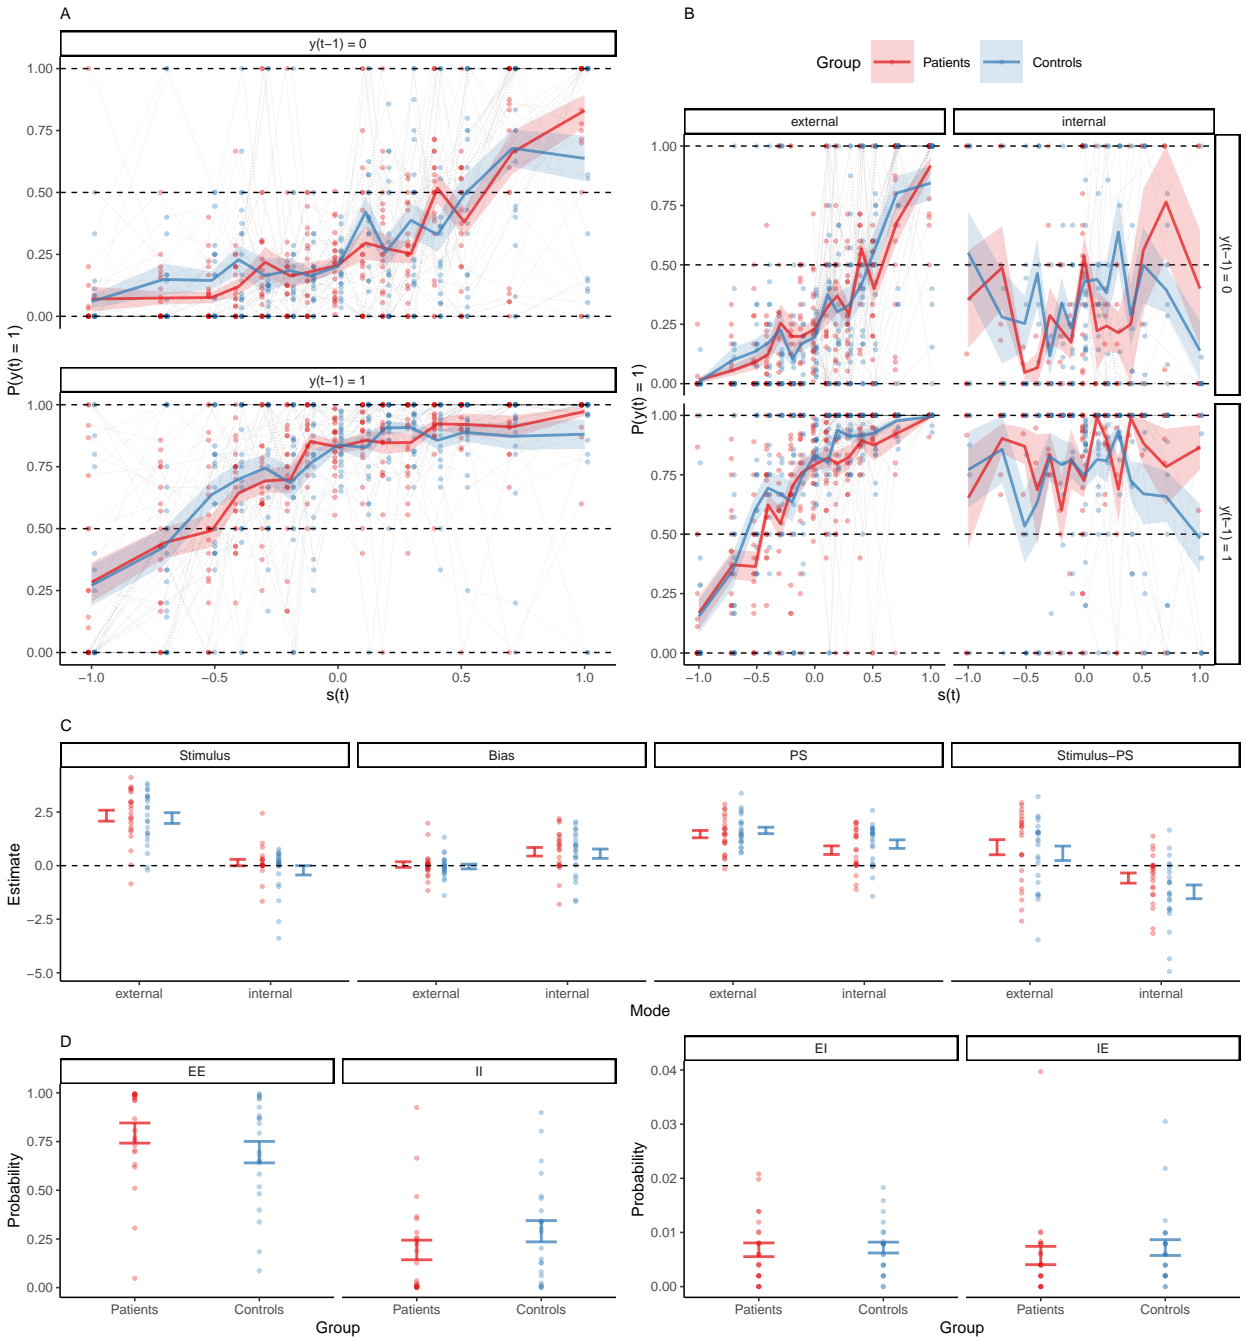 A
y(t−1) = 0
1.00
0.75
0.50
0.25
0.00
P(y(t) = 1)
y(t−1) = 1
1.00
0.75
0.50
0.25
0.00
−1.0 −0.5 0.0 0.5 1.0
s(t)
B
Group Patients Controls
external internal
1.00
0.75
0.50
0.25
0.00
y(t−1) = 0
P(y(t) = 1)
1.00
0.75
0.50
0.25
0.00
y(t−1) = 1
−1.0 −0.5 0.0 0.5 1.0 −1.0 −0.5 0.0 0.5 1.0
s(t)
C
Stimulus Bias PS Stimulus−PS
2.5
0.0
−2.5
−5.0
Estimate
external internal external internal external internal external internal
Mode
D
EE II
1.00
0.75
0.50
0.25
0.00
Probability
Patients Controls Patients Controls
Group
EI IE
0.04
0.03
0.02
0.01
0.00
Probability
Patients Controls Patients Controls
Group